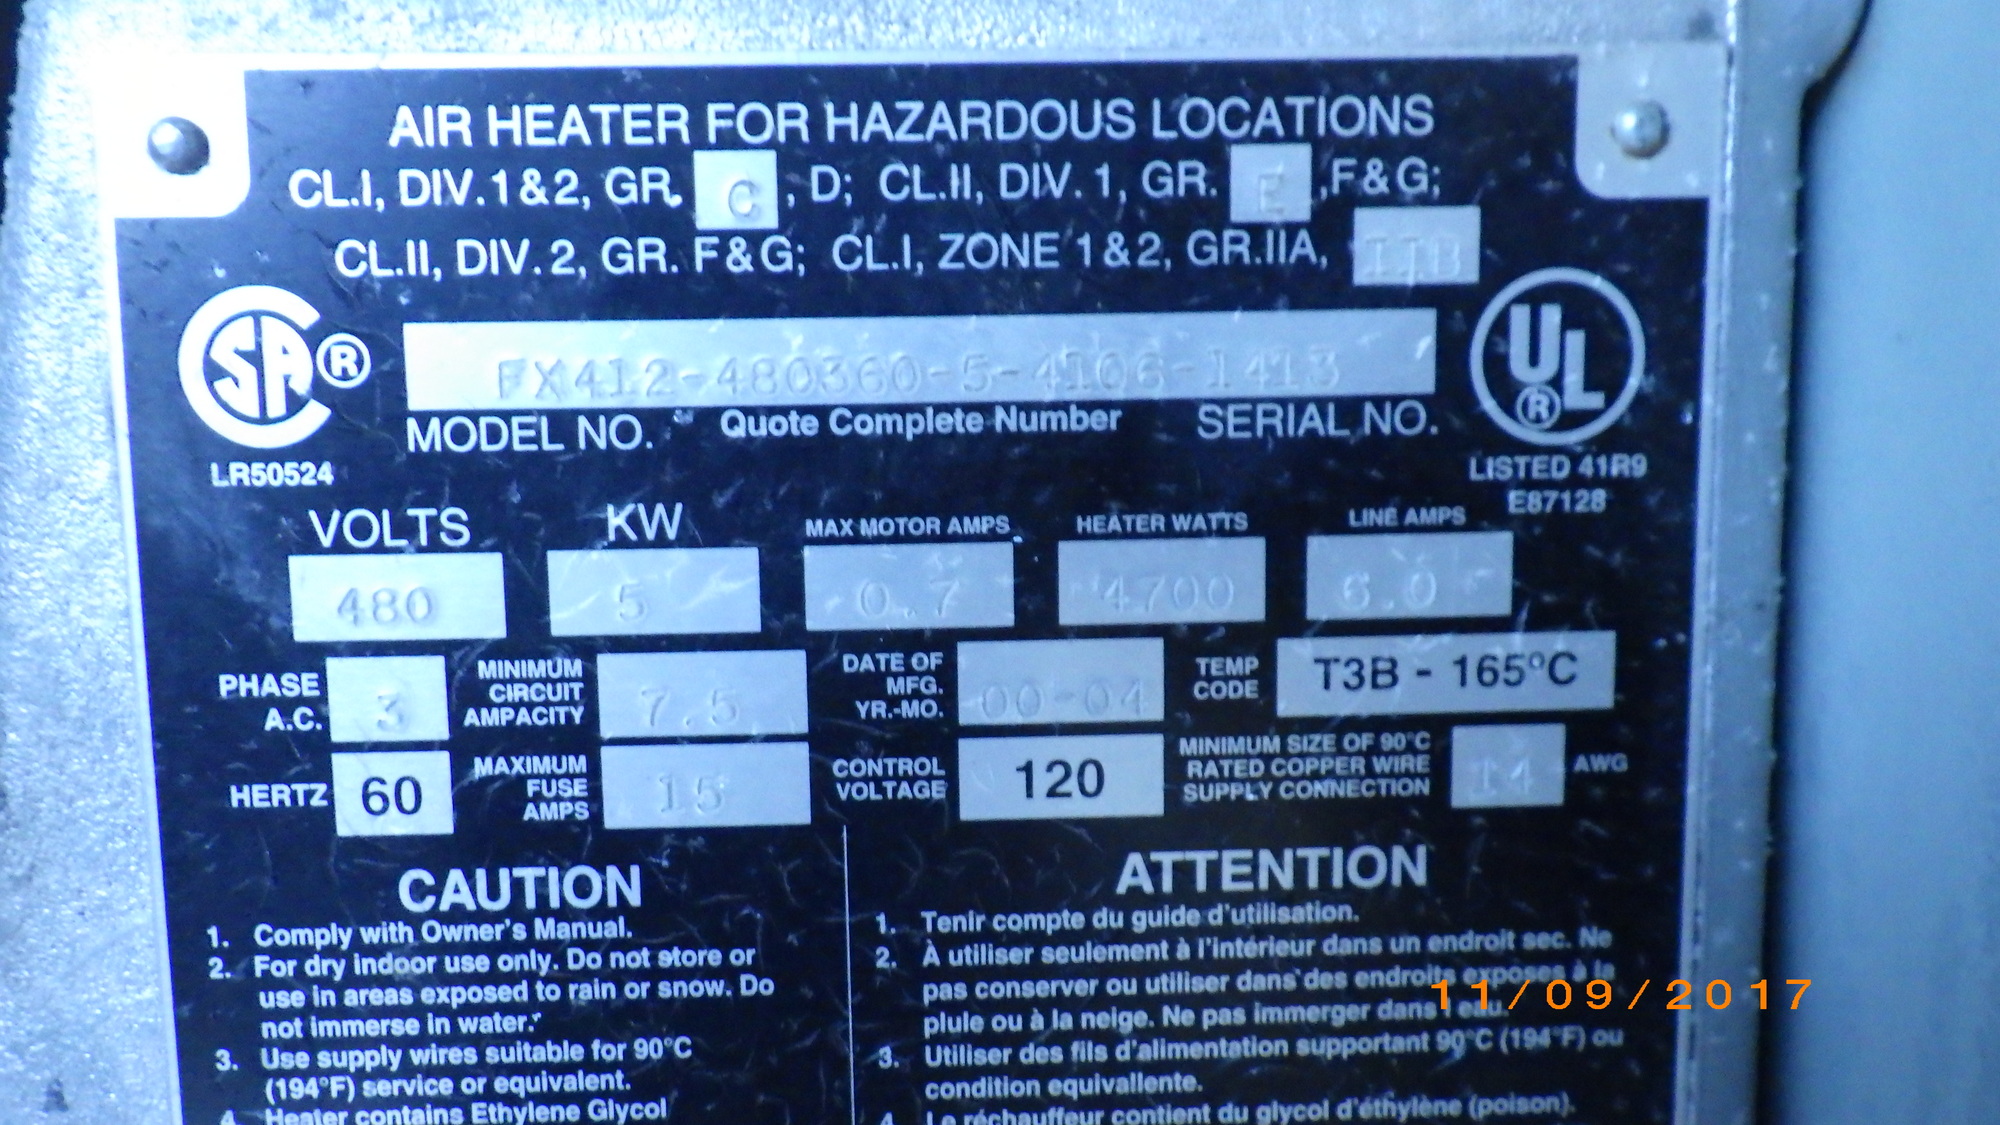 AIR HEATER FOR HAZARDOUS LOCATIONS
CL.I, DIV.1&2, GR. C, D; CL.II, DIV. 1, GR. E, F&G;
CL.II, DIV. 2, GR. F&G; CL.I, ZONE 1&2, GR.IIA, IIB
SA ®
FX412-480360-5-4106-1413
UL ®
MODEL NO. Quote Complete Number SERIAL NO.
LR50524
LISTED 41R9
E87128
VOLTS KW MAX MOTOR AMPS HEATER WATTS LINE AMPS
480 5 0.7 4700 6.0
PHASE A.C. 3
MINIMUM CIRCUIT AMPACITY 7.5
DATE OF MFG. YR.-MO. 00-04
TEMP CODE T3B - 165°C
HERTZ 60
MAXIMUM FUSE AMPS 15
CONTROL VOLTAGE 120
MINIMUM SIZE OF 90°C
RATED COPPER WIRE
SUPPLY CONNECTION 14 AWG
CAUTION
1. Comply with Owner's Manual.
2. For dry indoor use only. Do not store or
use in areas exposed to rain or snow. Do
not immerse in water.
3. Use supply wires suitable for 90°C
(194°F) service or equivalent.
4. Heater contains Ethylene Glycol
ATTENTION
1. Tenir compte du guide d'utilisation.
2. À utiliser seulement à l'intérieur dans un endroit sec. Ne
pas conserver ou utiliser dans des endroits exposés à la
pluie ou à la neige. Ne pas immerger dans l'eau.
3. Utiliser des fils d'alimentation supportant 90°C (194°F) ou
condition equivallente.
4. Le réchauffeur contient du glycol d'éthylène (poison).
11/09/2017